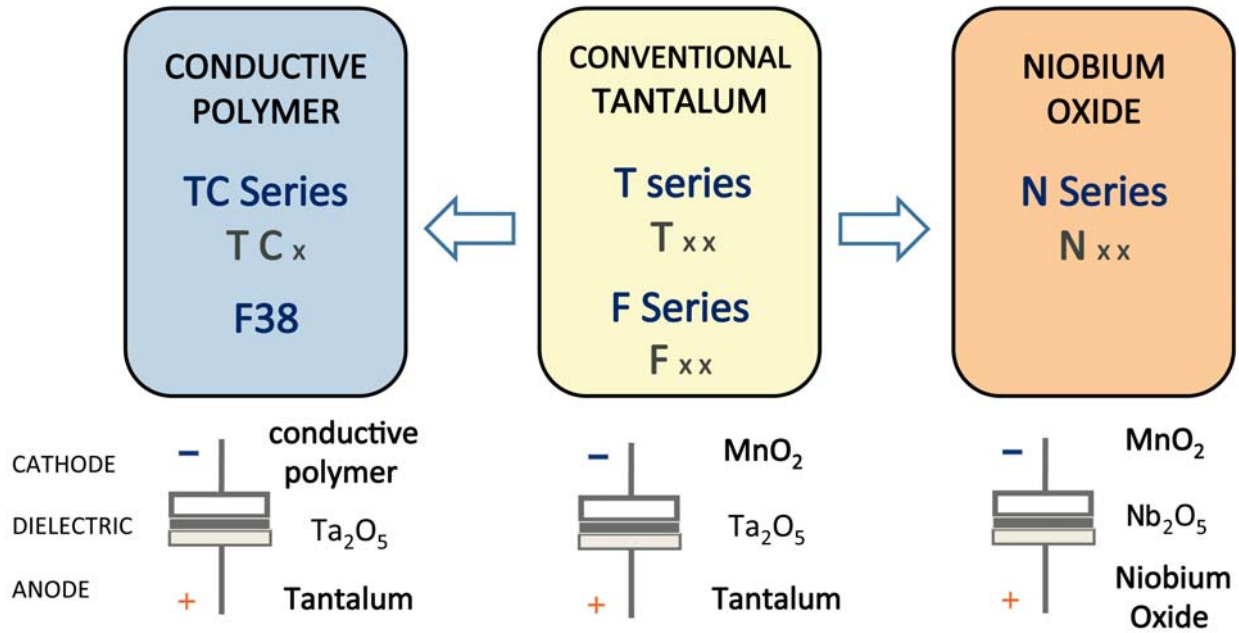 CONDUCTIVE
POLYMER
TC Series
T C x
F38
CONVENTIONAL
TANTALUM
T series
T x x
F Series
F x x
NIOBIUM
OXIDE
N Series
N x x
CATHODE
DIELECTRIC
ANODE
–
conductive
polymer
Ta₂O₅
+
Tantalum
–
MnO₂
Ta₂O₅
+
Tantalum
–
MnO₂
Nb₂O₅
+
Niobium
Oxide